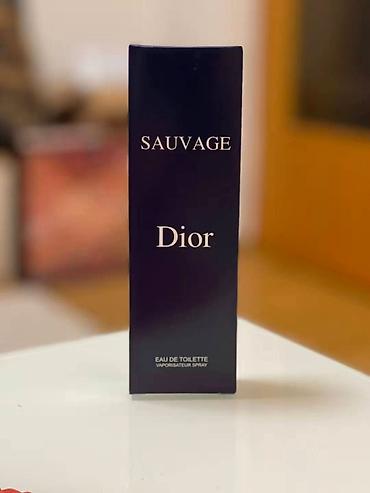 SAUVAGE
Dior
EAU DE TOILETTE
VAPORISATEUR SPRAY